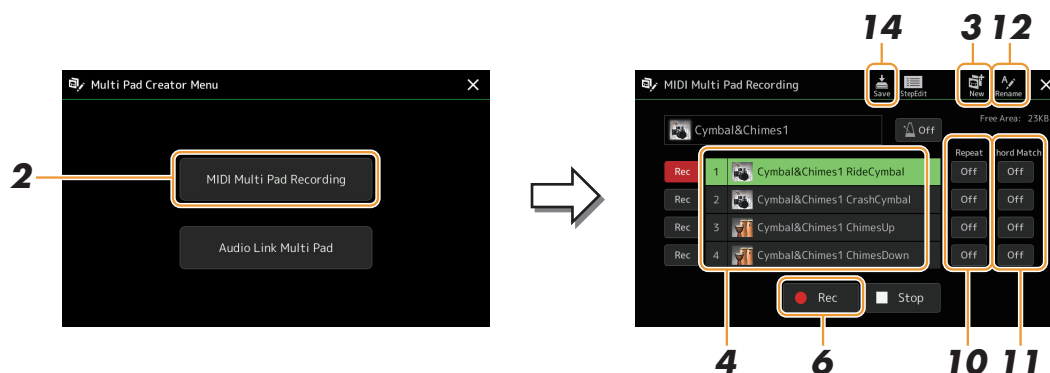 14 3 12
Multi Pad Creator Menu
2
MIDI Multi Pad Recording
Audio Link Multi Pad
MIDI Multi Pad Recording
Save
StepEdit
New
Rename
Free Area: 23KB
Cymbal&Chimes1
Off
Repeat
Chord Match
Rec 1 Cymbal&Chimes1 RideCymbal Off Off
Rec 2 Cymbal&Chimes1 CrashCymbal Off Off
Rec 3 Cymbal&Chimes1 ChimesUp Off Off
Rec 4 Cymbal&Chimes1 ChimesDown Off Off
Rec
Stop
4 6 10 11